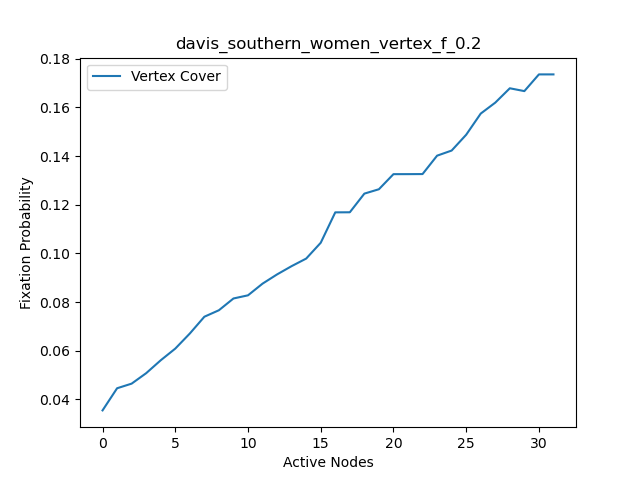 davis_southern_women_vertex_f_0.2
Vertex Cover
Fixation Probability
0.18
0.16
0.14
0.12
0.10
0.08
0.06
0.04
0 5 10 15 20 25 30
Active Nodes